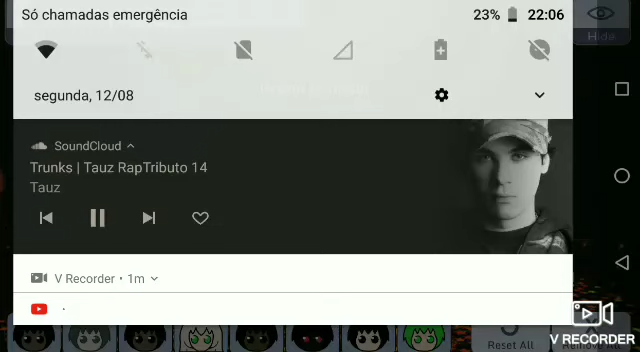 Só chamadas emergência
23%
22:06
Hide
segunda, 12/08
SoundCloud
Trunks | Tauz RapTributo 14
Tauz
V Recorder • 1m
V RECORDER
Reset All